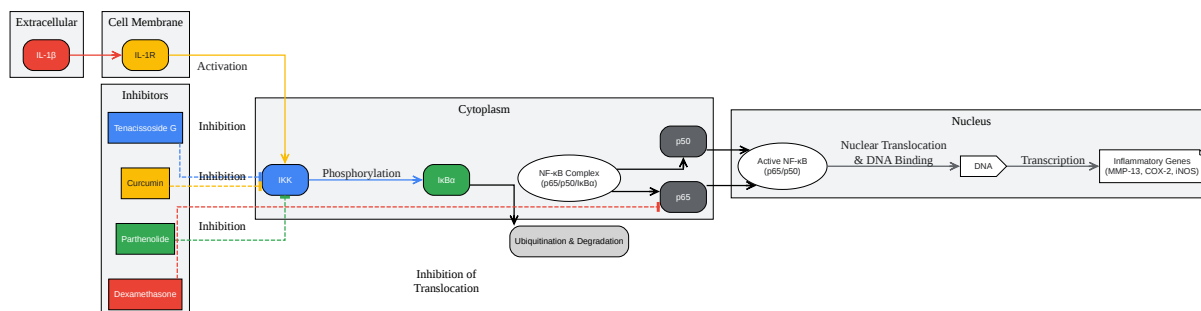 Extracellular
Cell Membrane
IL-1β
IL-1R
Activation
Inhibitors
Tenacissoside G
Curcumin
Parthenolide
Dexamethasone
Inhibition
Inhibition
Inhibition
Inhibition of
Translocation
Cytoplasm
IKK
Phosphorylation
IκBα
Ubiquitination & Degradation
NF-κB Complex
(p65/p50/IκBα)
p50
p65
Nucleus
Active NF-κB
(p65/p50)
Nuclear Translocation
& DNA Binding
DNA
Transcription
Inflammatory Genes
(MMP-13, COX-2, iNOS)